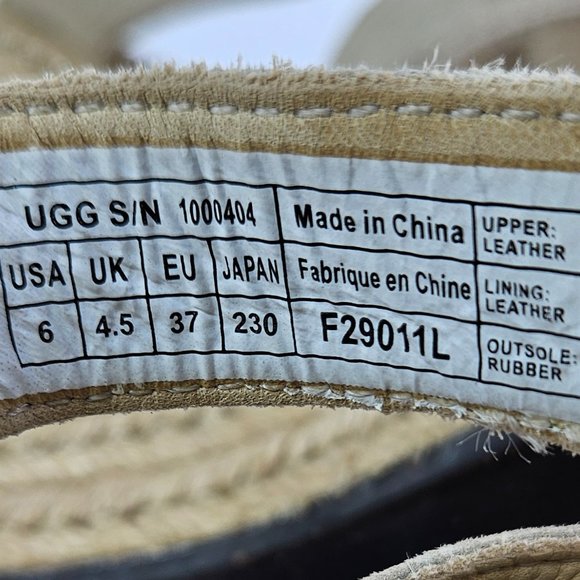 UGG S/N 1000404
USA UK EU JAPAN
6 4.5 37 230
Made in China
Fabrique en Chine
F29011L
UPPER:
LEATHER
LINING:
LEATHER
OUTSOLE:
RUBBER